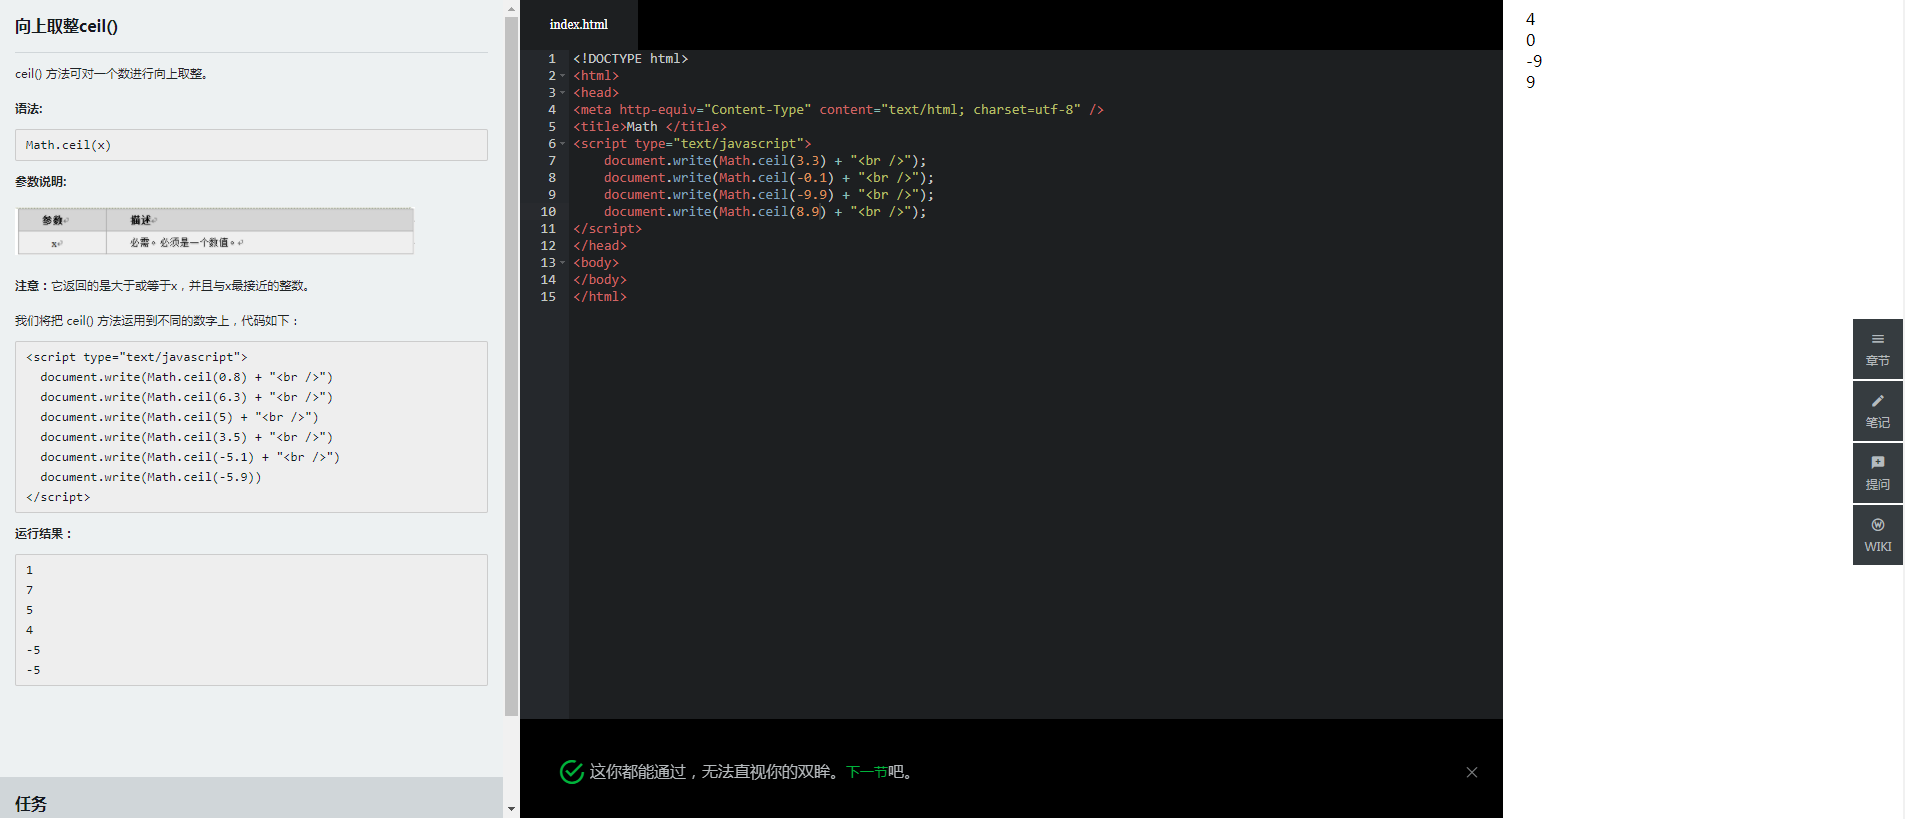 向上取整ceil()
ceil() 方法可对一个数进行向上取整。
语法:
Math.ceil(x)
参数说明:
参数 描述
x 必需。必须是一个数值。
注意：它返回的是大于或等于x，并且与x最接近的整数。
我们将把 ceil() 方法运用到不同的数字上，代码如下：
<script type="text/javascript">
  document.write(Math.ceil(0.8) + "<br />")
  document.write(Math.ceil(6.3) + "<br />")
  document.write(Math.ceil(5) + "<br />")
  document.write(Math.ceil(3.5) + "<br />")
  document.write(Math.ceil(-5.1) + "<br />")
  document.write(Math.ceil(-5.9))
</script>
运行结果：
1
7
5
4
-5
-5
任务
index.html
1 <!DOCTYPE html>
2 <html>
3 <head>
4 <meta http-equiv="Content-Type" content="text/html; charset=utf-8" />
5 <title>Math </title>
6 <script type="text/javascript">
7     document.write(Math.ceil(3.3) + "<br />");
8     document.write(Math.ceil(-0.1) + "<br />");
9     document.write(Math.ceil(-9.9) + "<br />");
10     document.write(Math.ceil(8.9) + "<br />");
11 </script>
12 </head>
13 <body>
14 </body>
15 </html>
这你都能通过，无法直视你的双眸。下一节吧。
4
0
-9
9
章节
笔记
提问
WIKI